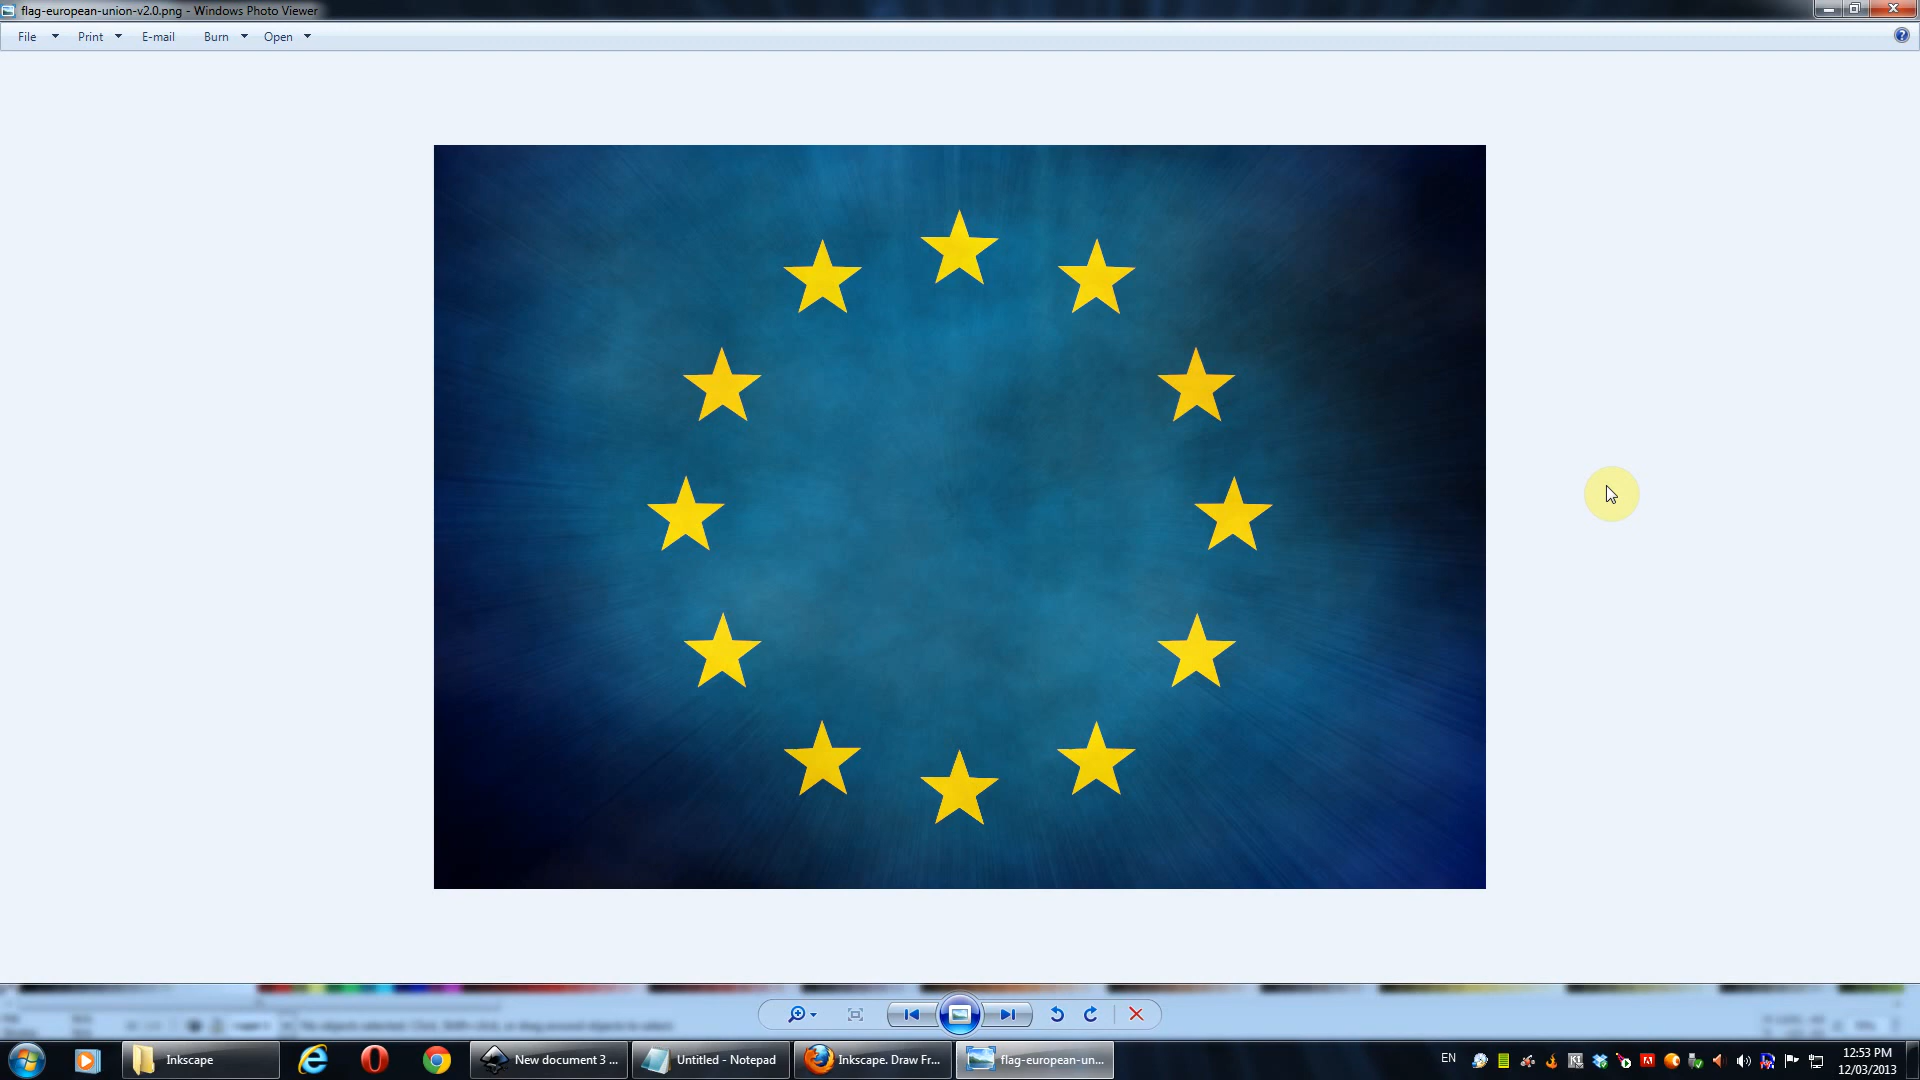 flag-european-union-v2.0.png - Windows Photo Viewer
File Print E-mail Burn Open
Inkscape
New document 3 ...
Untitled - Notepad
Inkscape. Draw Fr...
flag-european-un...
EN
12:53 PM
12/03/2013